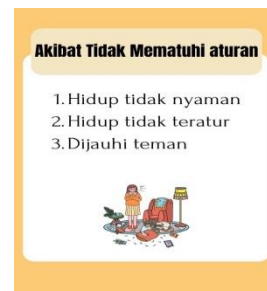 Akibat Tidak Mematuhi aturan
1. Hidup tidak nyaman
2. Hidup tidak teratur
3. Dijauhi teman